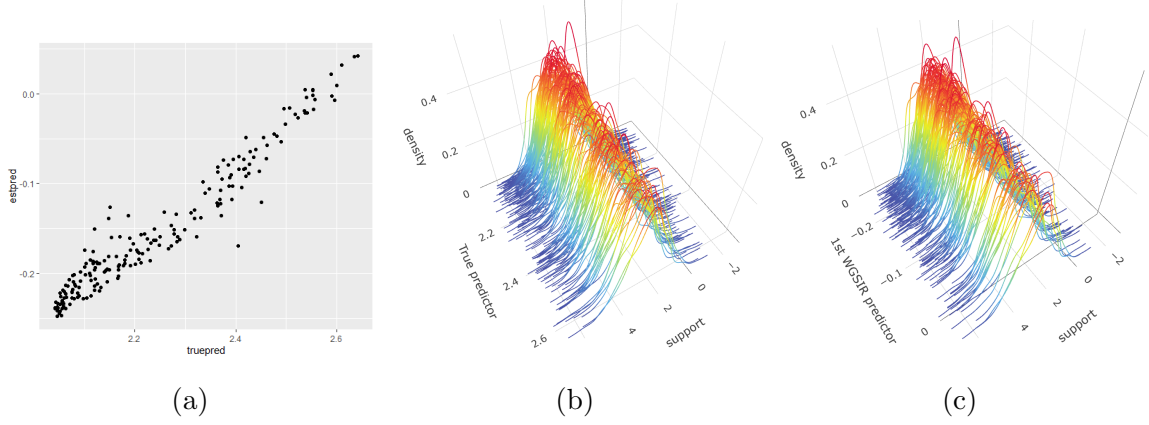 estpred
0.0
-0.1
-0.2
2.2
2.4
2.6
truepred
(a)
density
0.4
0.2
0
True predictor
2.2
2.4
2.6
support
4
2
0
−2
(b)
density
0.4
0.2
0
1st WGSIR predictor
−0.2
−0.1
0
support
4
2
0
−2
(c)